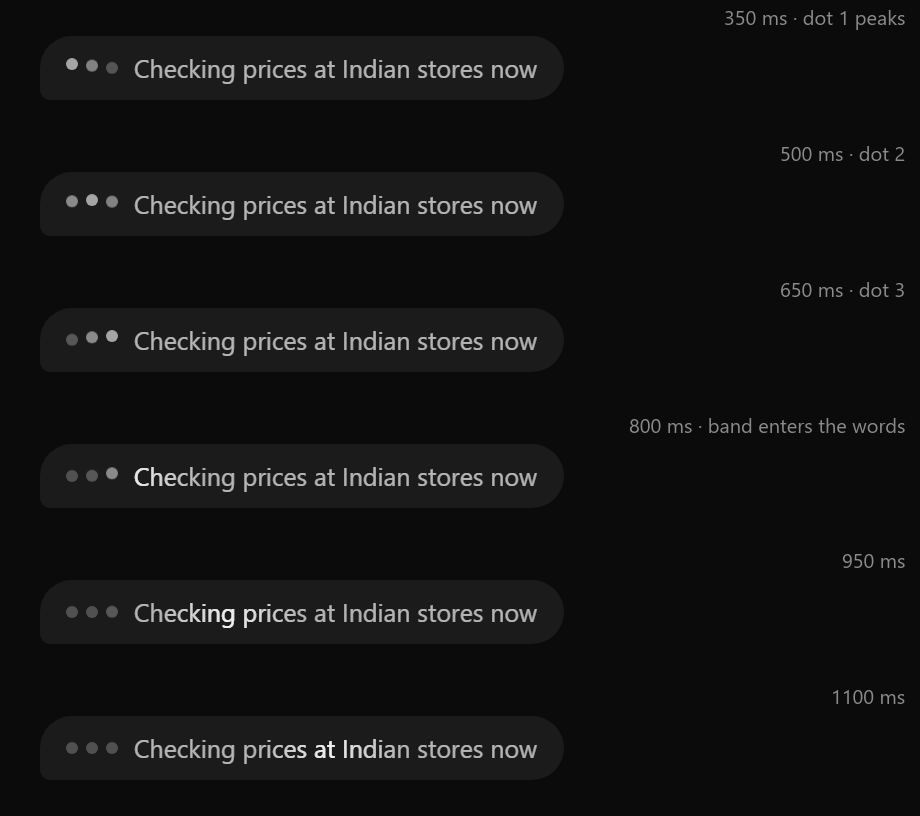 350 ms · dot 1 peaks
Checking prices at Indian stores now
500 ms · dot 2
Checking prices at Indian stores now
650 ms · dot 3
Checking prices at Indian stores now
800 ms · band enters the words
Checking prices at Indian stores now
950 ms
Checking prices at Indian stores now
1100 ms
Checking prices at Indian stores now